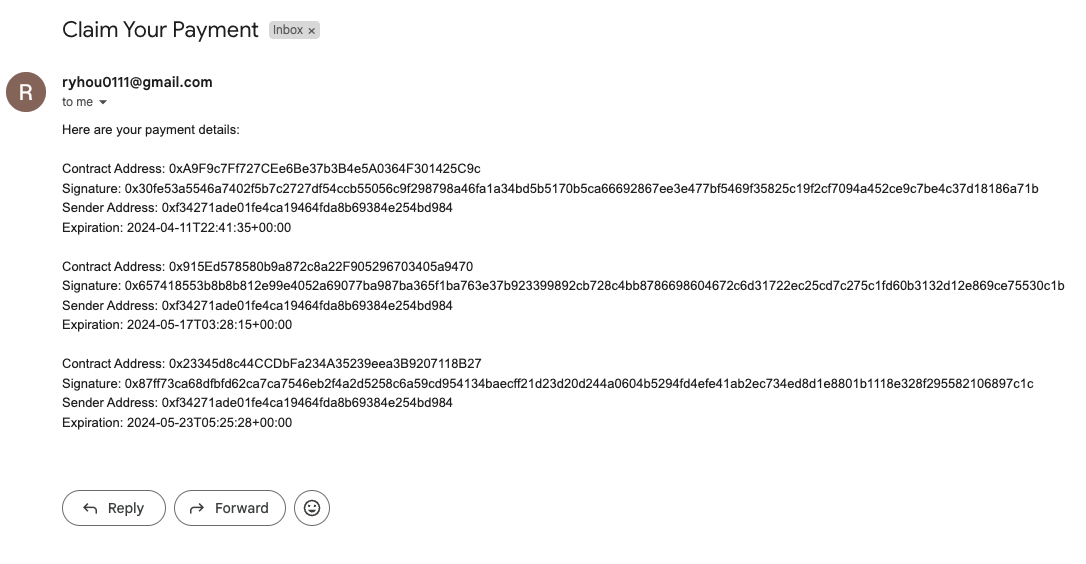 Claim Your Payment Inbox ×
R
ryhou0111@gmail.com
to me
Here are your payment details:
Contract Address: 0xA9F9c7Ff727CEe6Be37b3B4e5A0364F301425C9c
Signature: 0x30fe53a5546a7402f5b7c2727df54ccb55056c9f298798a46fa1a34bd5b5170b5ca66692867ee3e477bf5469f35825c19f2cf7094a452ce9c7be4c37d18186a71b
Sender Address: 0xf34271ade01fe4ca19464fda8b69384e254bd984
Expiration: 2024-04-11T22:41:35+00:00
Contract Address: 0x915Ed578580b9a872c8a22F905296703405a9470
Signature: 0x657418553b8b8b812e99e4052a69077ba987ba365f1ba763e37b923399892cb728c4bb8786698604672c6d31722ec25cd7c275c1fd60b3132d12e869ce75530c1b
Sender Address: 0xf34271ade01fe4ca19464fda8b69384e254bd984
Expiration: 2024-05-17T03:28:15+00:00
Contract Address: 0x23345d8c44CCDbFa234A35239eea3B9207118B27
Signature: 0x87ff73ca68dfbfd62ca7ca7546eb2f4a2d5258c6a59cd954134baecff21d23d20d244a0604b5294fd4efe41ab2ec734ed8d1e8801b1118e328f295582106897c1c
Sender Address: 0xf34271ade01fe4ca19464fda8b69384e254bd984
Expiration: 2024-05-23T05:25:28+00:00
Reply Forward